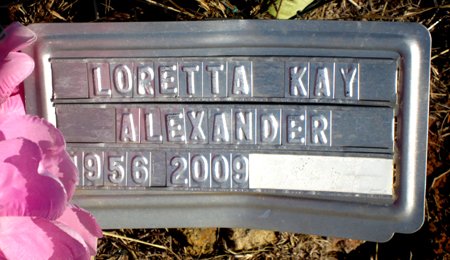 LORETTA KAY
ALEXANDER
1956 2009